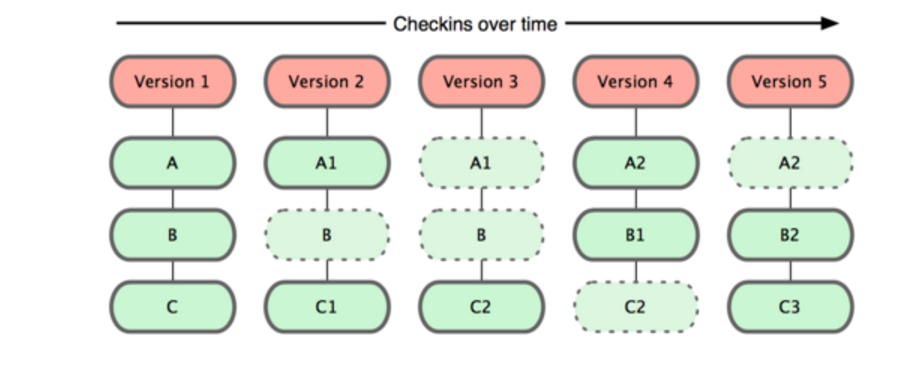 Checkins over time
Version 1 Version 2 Version 3 Version 4 Version 5
A A1 A1 A2 A2
B B B B1 B2
C C1 C2 C2 C3